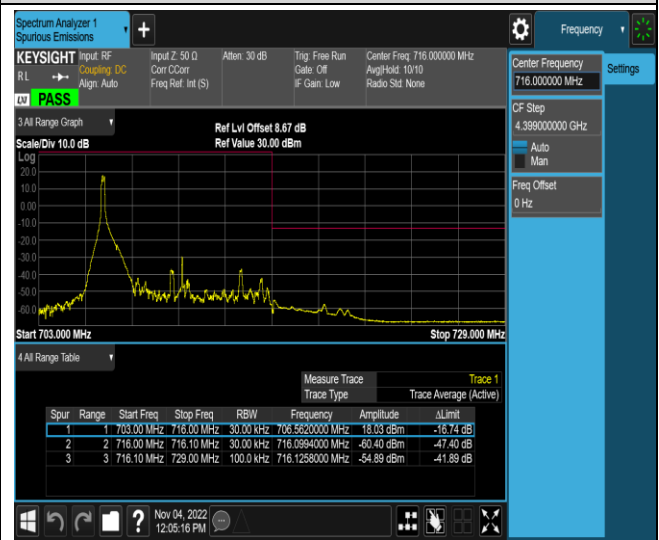 Spectrum Analyzer 1
Spurious Emissions
+
Frequency
KEYSIGHT
R L
LXI PASS
Input: RF
Coupling: DC
Align: Auto
Input Z: 50 Ω
Corr CCorr
Freq Ref: Int (S)
Atten: 30 dB
Trig: Free Run
Gate: Off
IF Gain: Low
Center Freq: 716.000000 MHz
Avg|Hold: 10/10
Radio Std: None
Center Frequency
716.000000 MHz
Settings
CF Step
4.399000000 GHz
Auto
Man
Freq Offset
0 Hz
3 All Range Graph
Scale/Div 10.0 dB
Ref Lvl Offset 8.67 dB
Ref Value 30.00 dBm
Log
20.0
10.0
0.00
-10.0
-20.0
-30.0
-40.0
-50.0
-60.0
Start 703.000 MHz
Stop 729.000 MHz
4 All Range Table
Measure Trace Trace 1
Trace Type Trace Average (Active)
Spur Range Start Freq Stop Freq RBW Frequency Amplitude ΔLimit
1 1 703.00 MHz 716.00 MHz 30.00 kHz 706.5620000 MHz 18.03 dBm -16.74 dB
2 2 716.00 MHz 716.10 MHz 30.00 kHz 716.0994000 MHz -60.40 dBm -47.40 dB
3 3 716.10 MHz 729.00 MHz 100.0 kHz 716.1258000 MHz -54.89 dBm -41.89 dB
?
Nov 04, 2022
12:05:16 PM